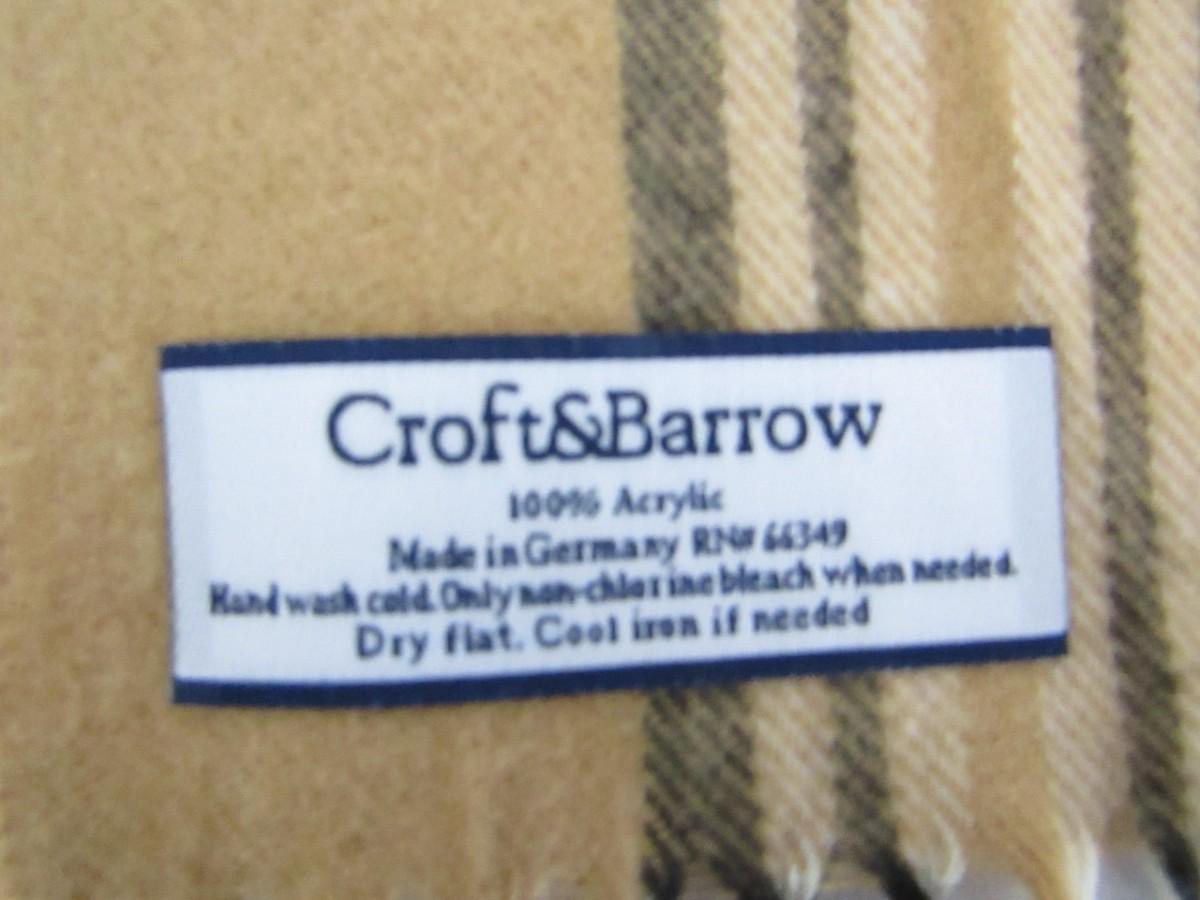 Croft&Barrow
100% Acrylic
Made in Germany RN# 66349
Hand wash cold. Only non-chlorine bleach when needed.
Dry flat. Cool iron if needed